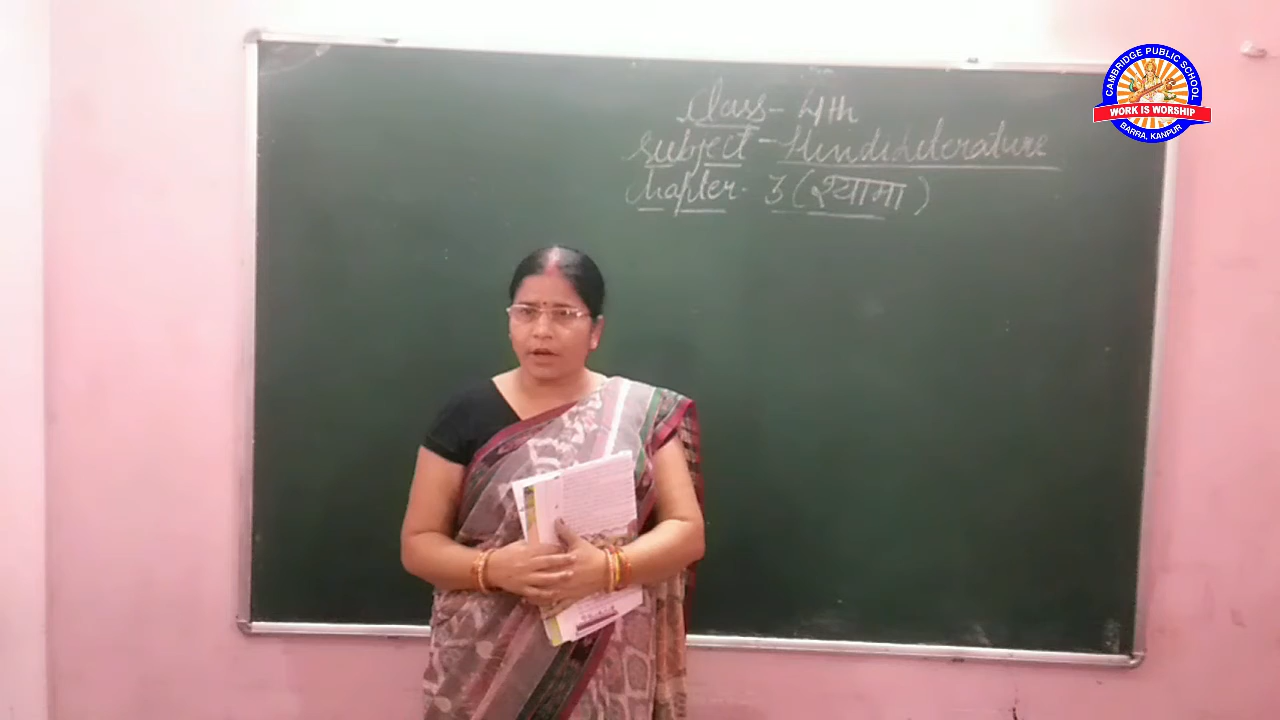 Class - 4th
Subject - Hindi Literature
Chapter - 3 (श्यामा)
CAMBRIDGE PUBLIC SCHOOL
WORK IS WORSHIP
BARRA, KANPUR